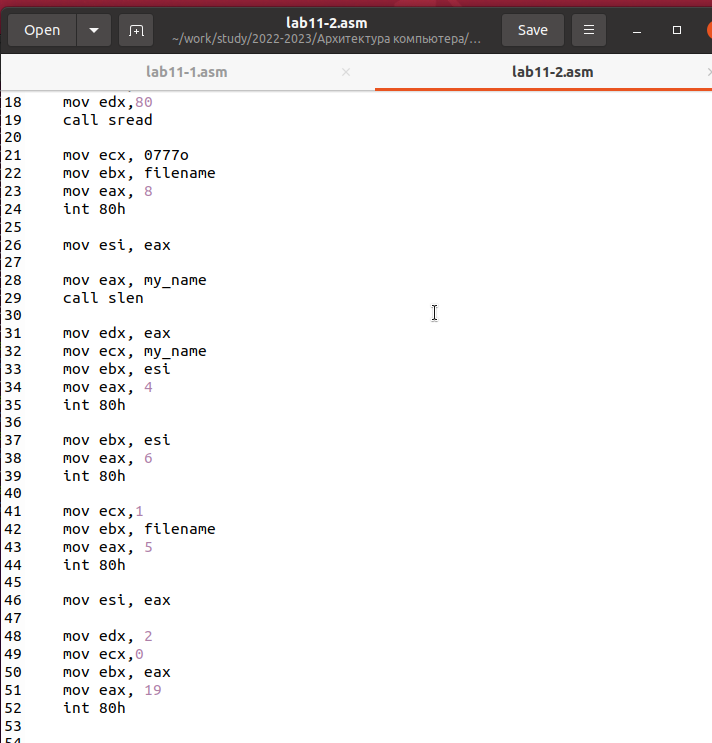 lab11-2.asm
Open
~/work/study/2022-2023/Архитектура компьютера/...
Save
lab11-1.asm
lab11-2.asm
18 mov edx,80
19 call sread
20
21 mov ecx, 0777o
22 mov ebx, filename
23 mov eax, 8
24 int 80h
25
26 mov esi, eax
27
28 mov eax, my_name
29 call slen
30
31 mov edx, eax
32 mov ecx, my_name
33 mov ebx, esi
34 mov eax, 4
35 int 80h
36
37 mov ebx, esi
38 mov eax, 6
39 int 80h
40
41 mov ecx,1
42 mov ebx, filename
43 mov eax, 5
44 int 80h
45
46 mov esi, eax
47
48 mov edx, 2
49 mov ecx,0
50 mov ebx, eax
51 mov eax, 19
52 int 80h
53
54